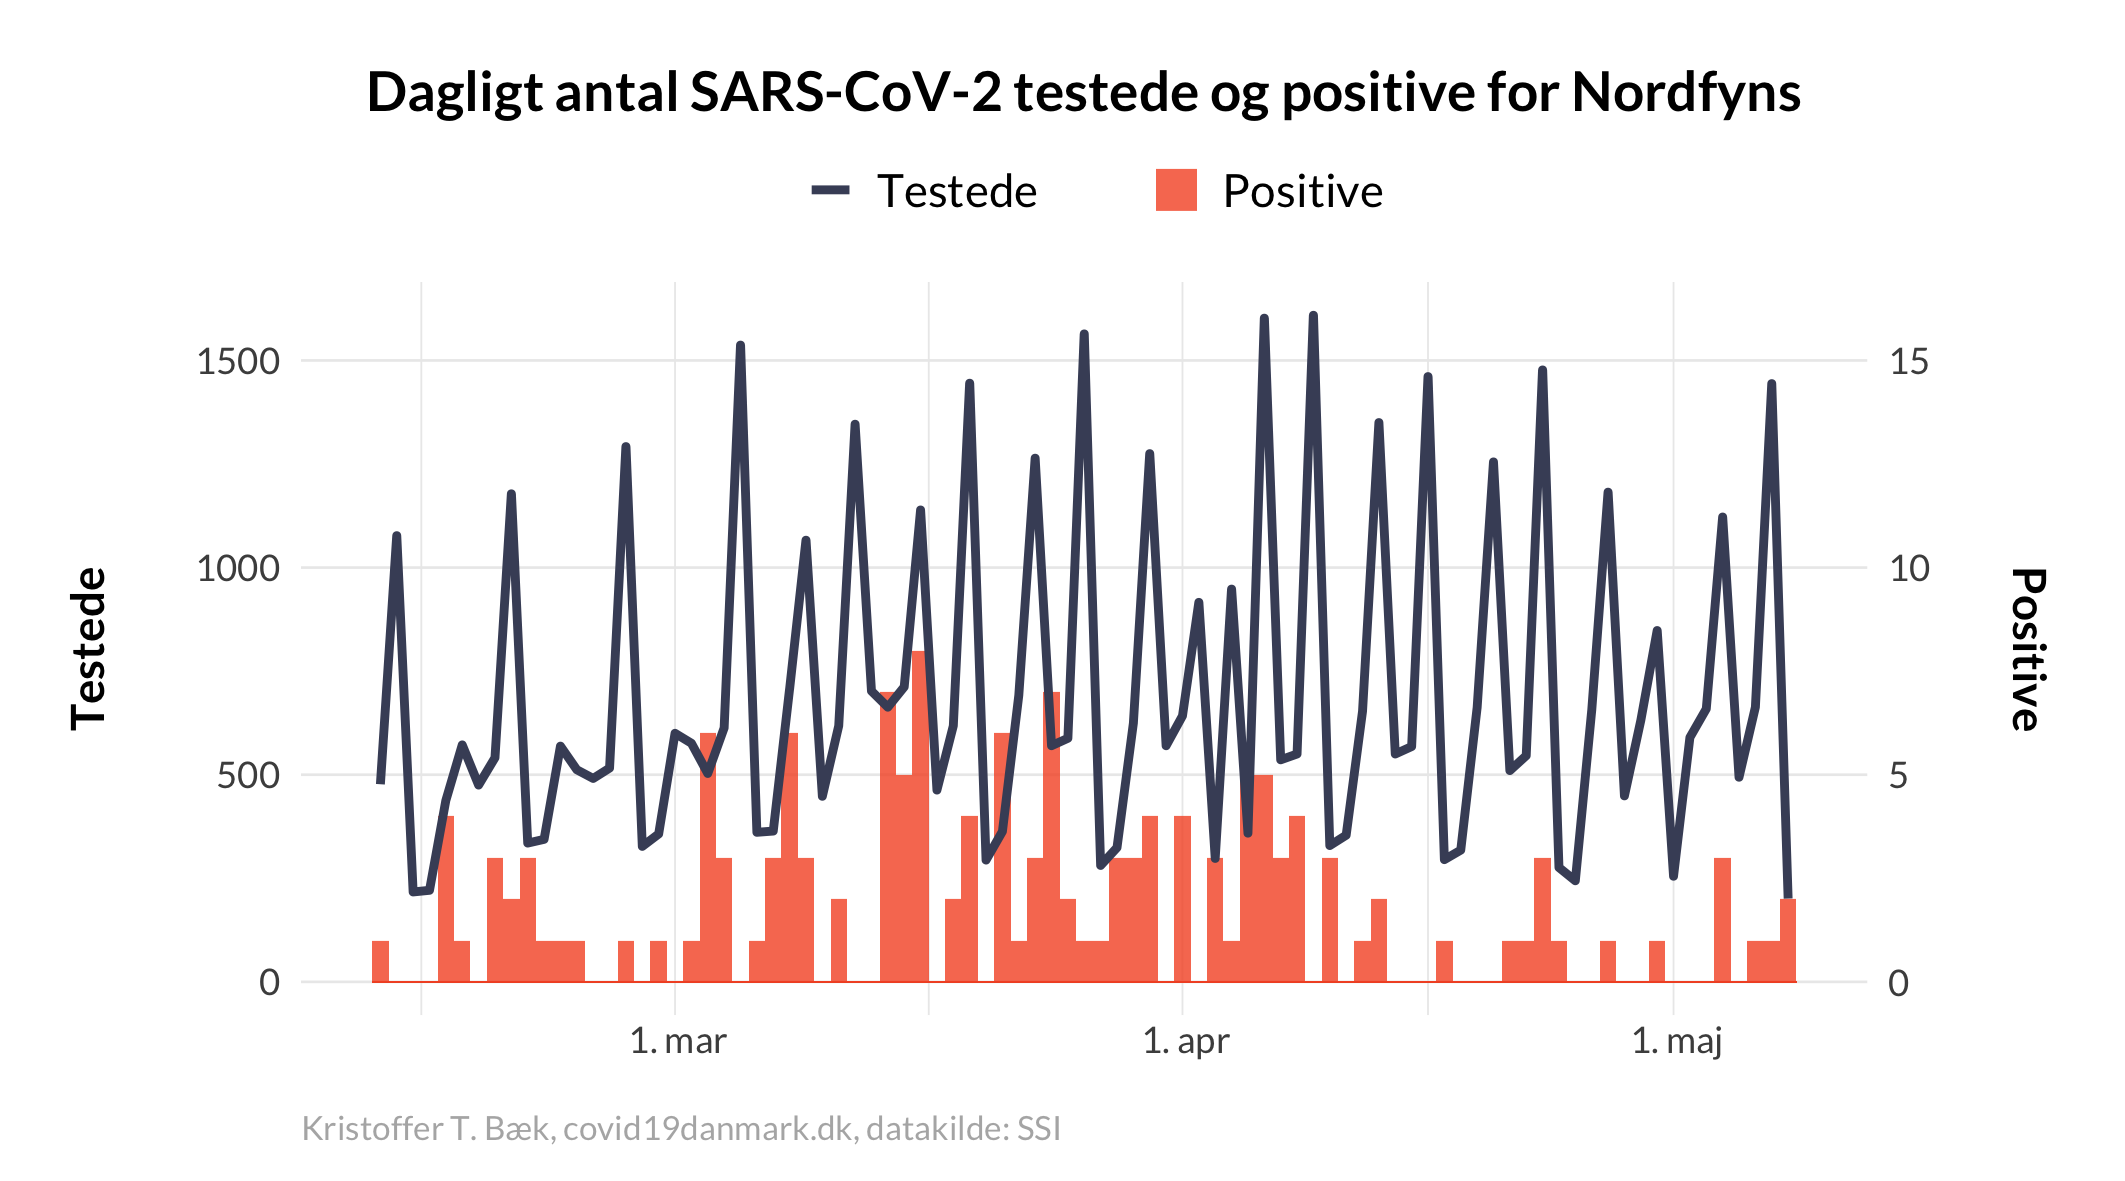 Dagligt antal SARS-CoV-2 testede og positive for Nordfyns
Testede Positive
Testede
1500
1000
500
0
15
10
5
0
Positive
1. mar 1. apr 1. maj
Kristoffer T. Bæk, covid19danmark.dk, datakilde: SSI